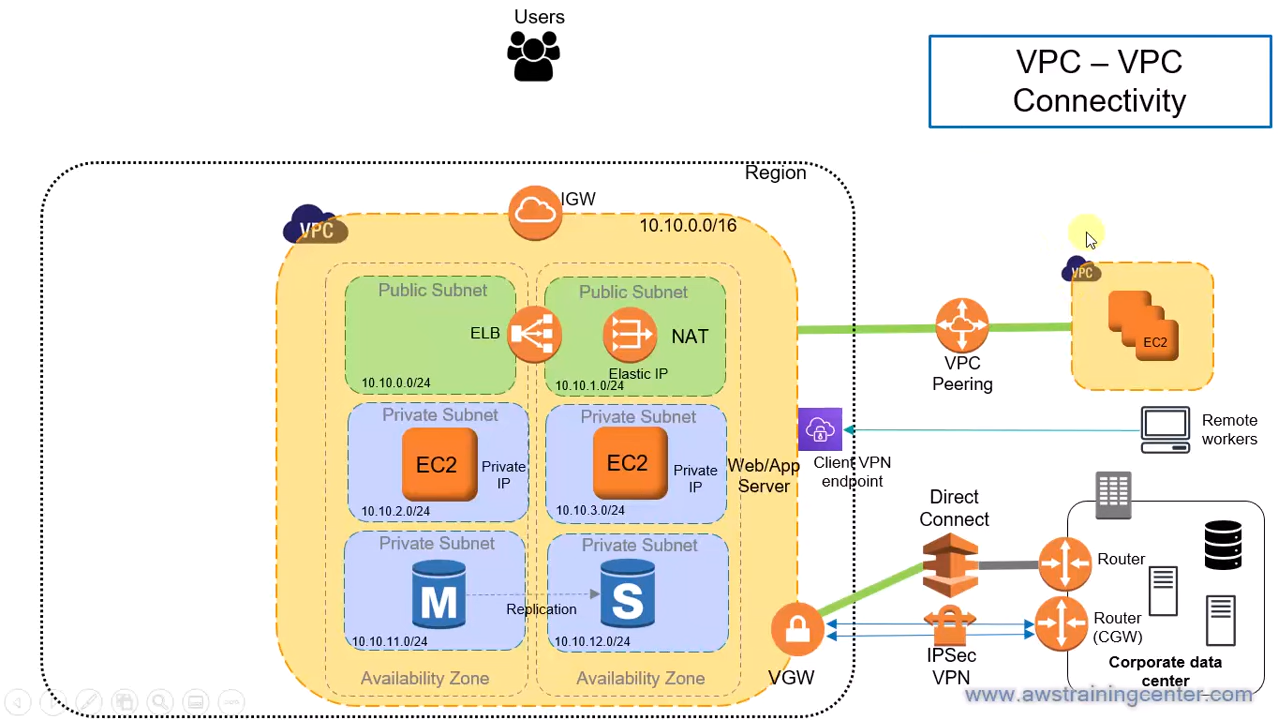 Users
VPC – VPC
Connectivity
Region
IGW
VPC
10.10.0.0/16
Public Subnet
Public Subnet
ELB
NAT
Elastic IP
10.10.0.0/24
10.10.1.0/24
VPC
EC2
VPC
Peering
Private Subnet
Private Subnet
EC2
Private
IP
EC2
Private
IP
Web/App
Server
10.10.2.0/24
10.10.3.0/24
Client VPN
endpoint
Remote
workers
Private Subnet
Private Subnet
M
Replication
S
10.10.11.0/24
10.10.12.0/24
Availability Zone
Availability Zone
VGW
Direct
Connect
Router
Router
(CGW)
IPSec
VPN
Corporate data
center
www.awstrainingcenter.com